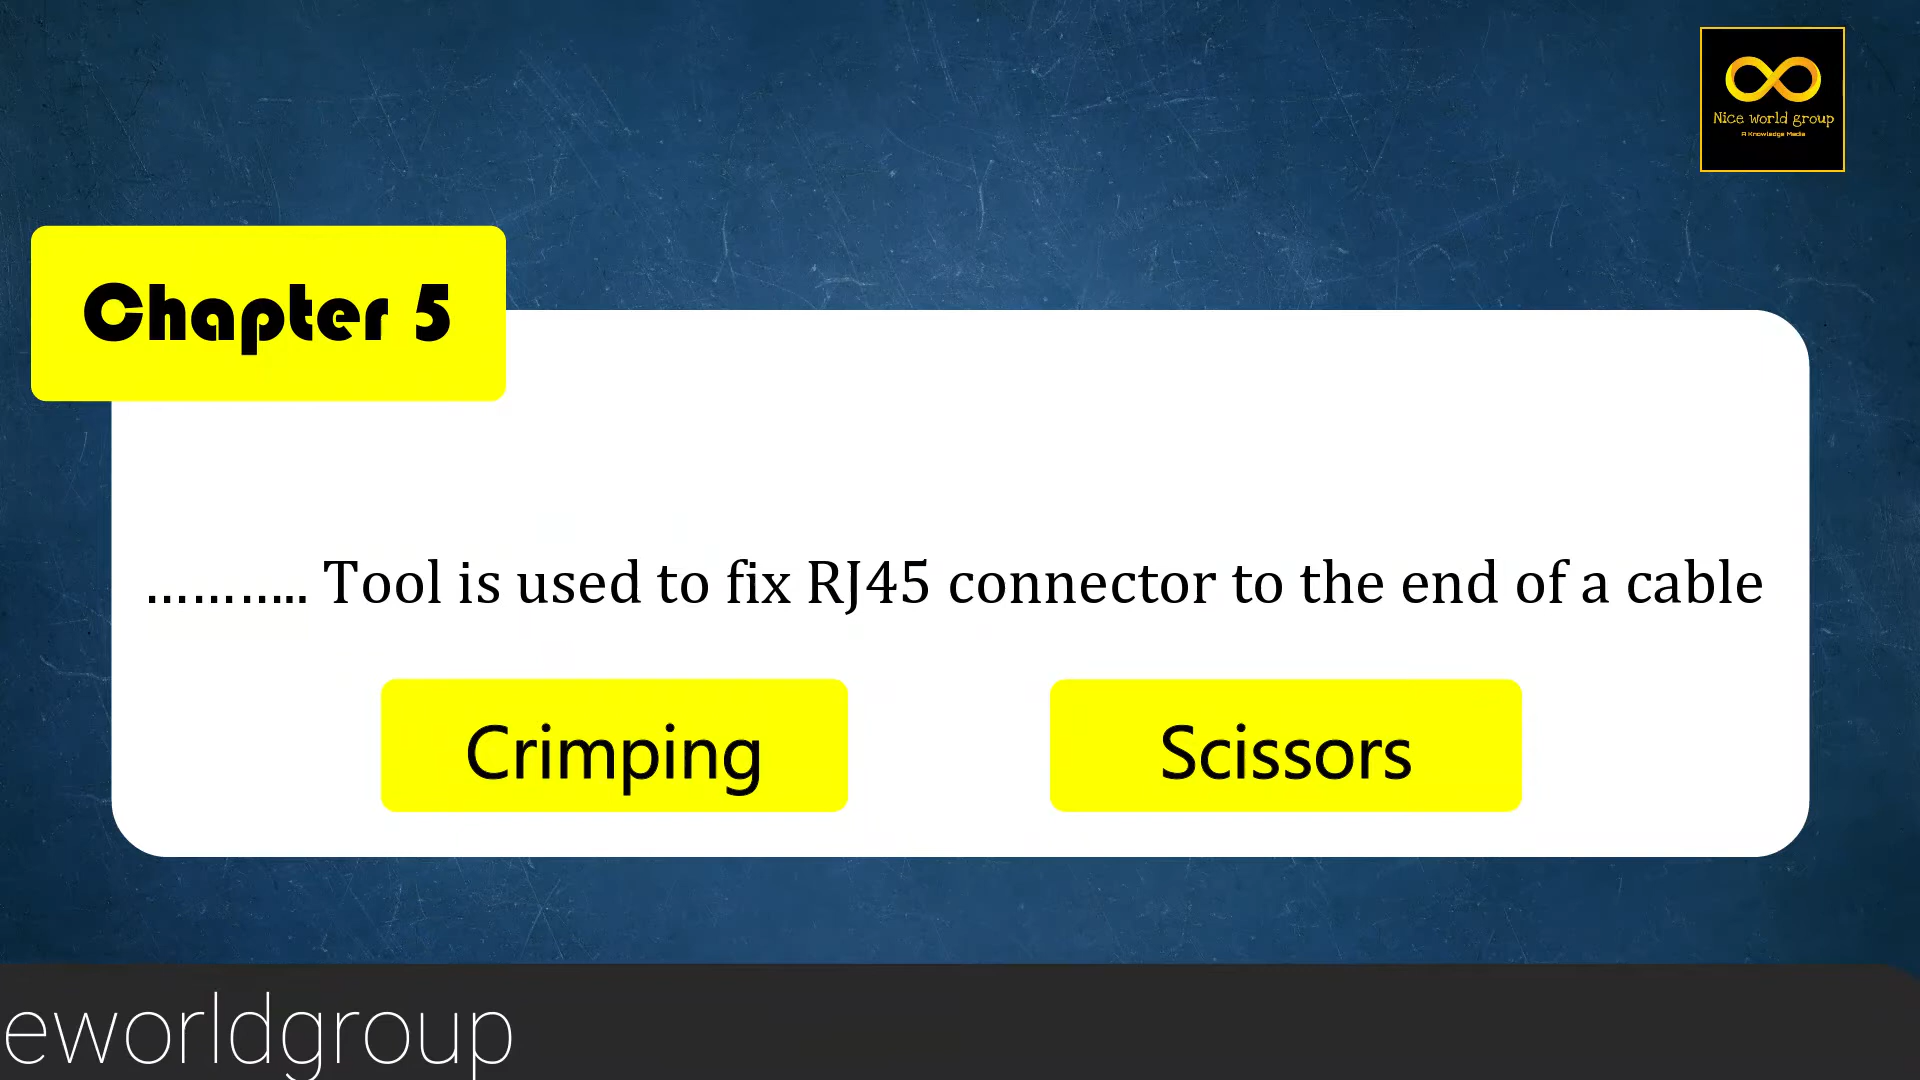 Nice world group
A Knowledge Media
Chapter 5
……….. Tool is used to fix RJ45 connector to the end of a cable
Crimping
Scissors
eworldgroup